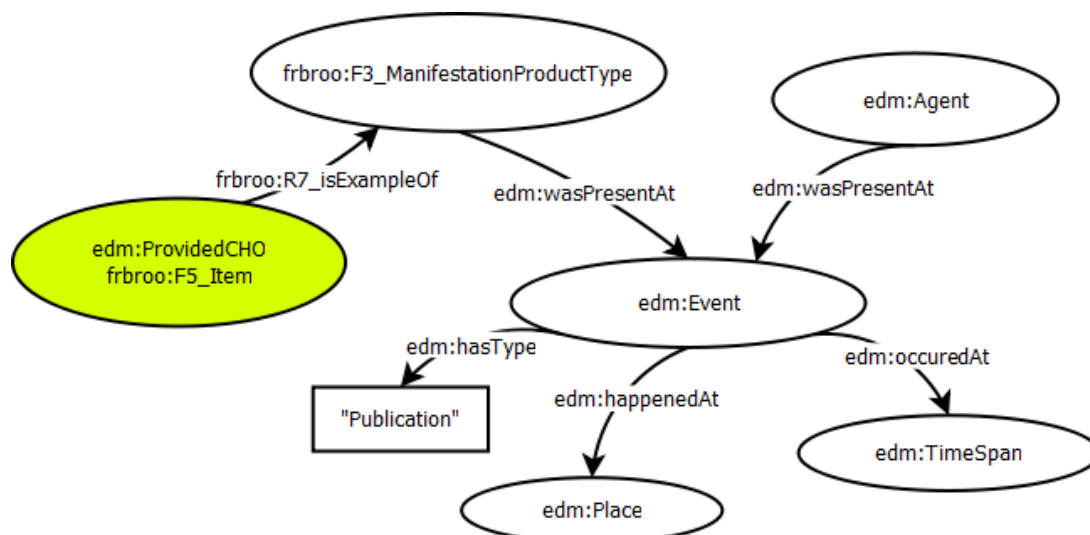 frbroo:F3_ManifestationProductType
edm:Agent
frbroo:R7_isExampleOf
edm:wasPresentAt
edm:wasPresentAt
edm:ProvidedCHO
frbroo:F5_Item
edm:Event
edm:hasType
edm:occuredAt
edm:happenedAt
"Publication"
edm:TimeSpan
edm:Place